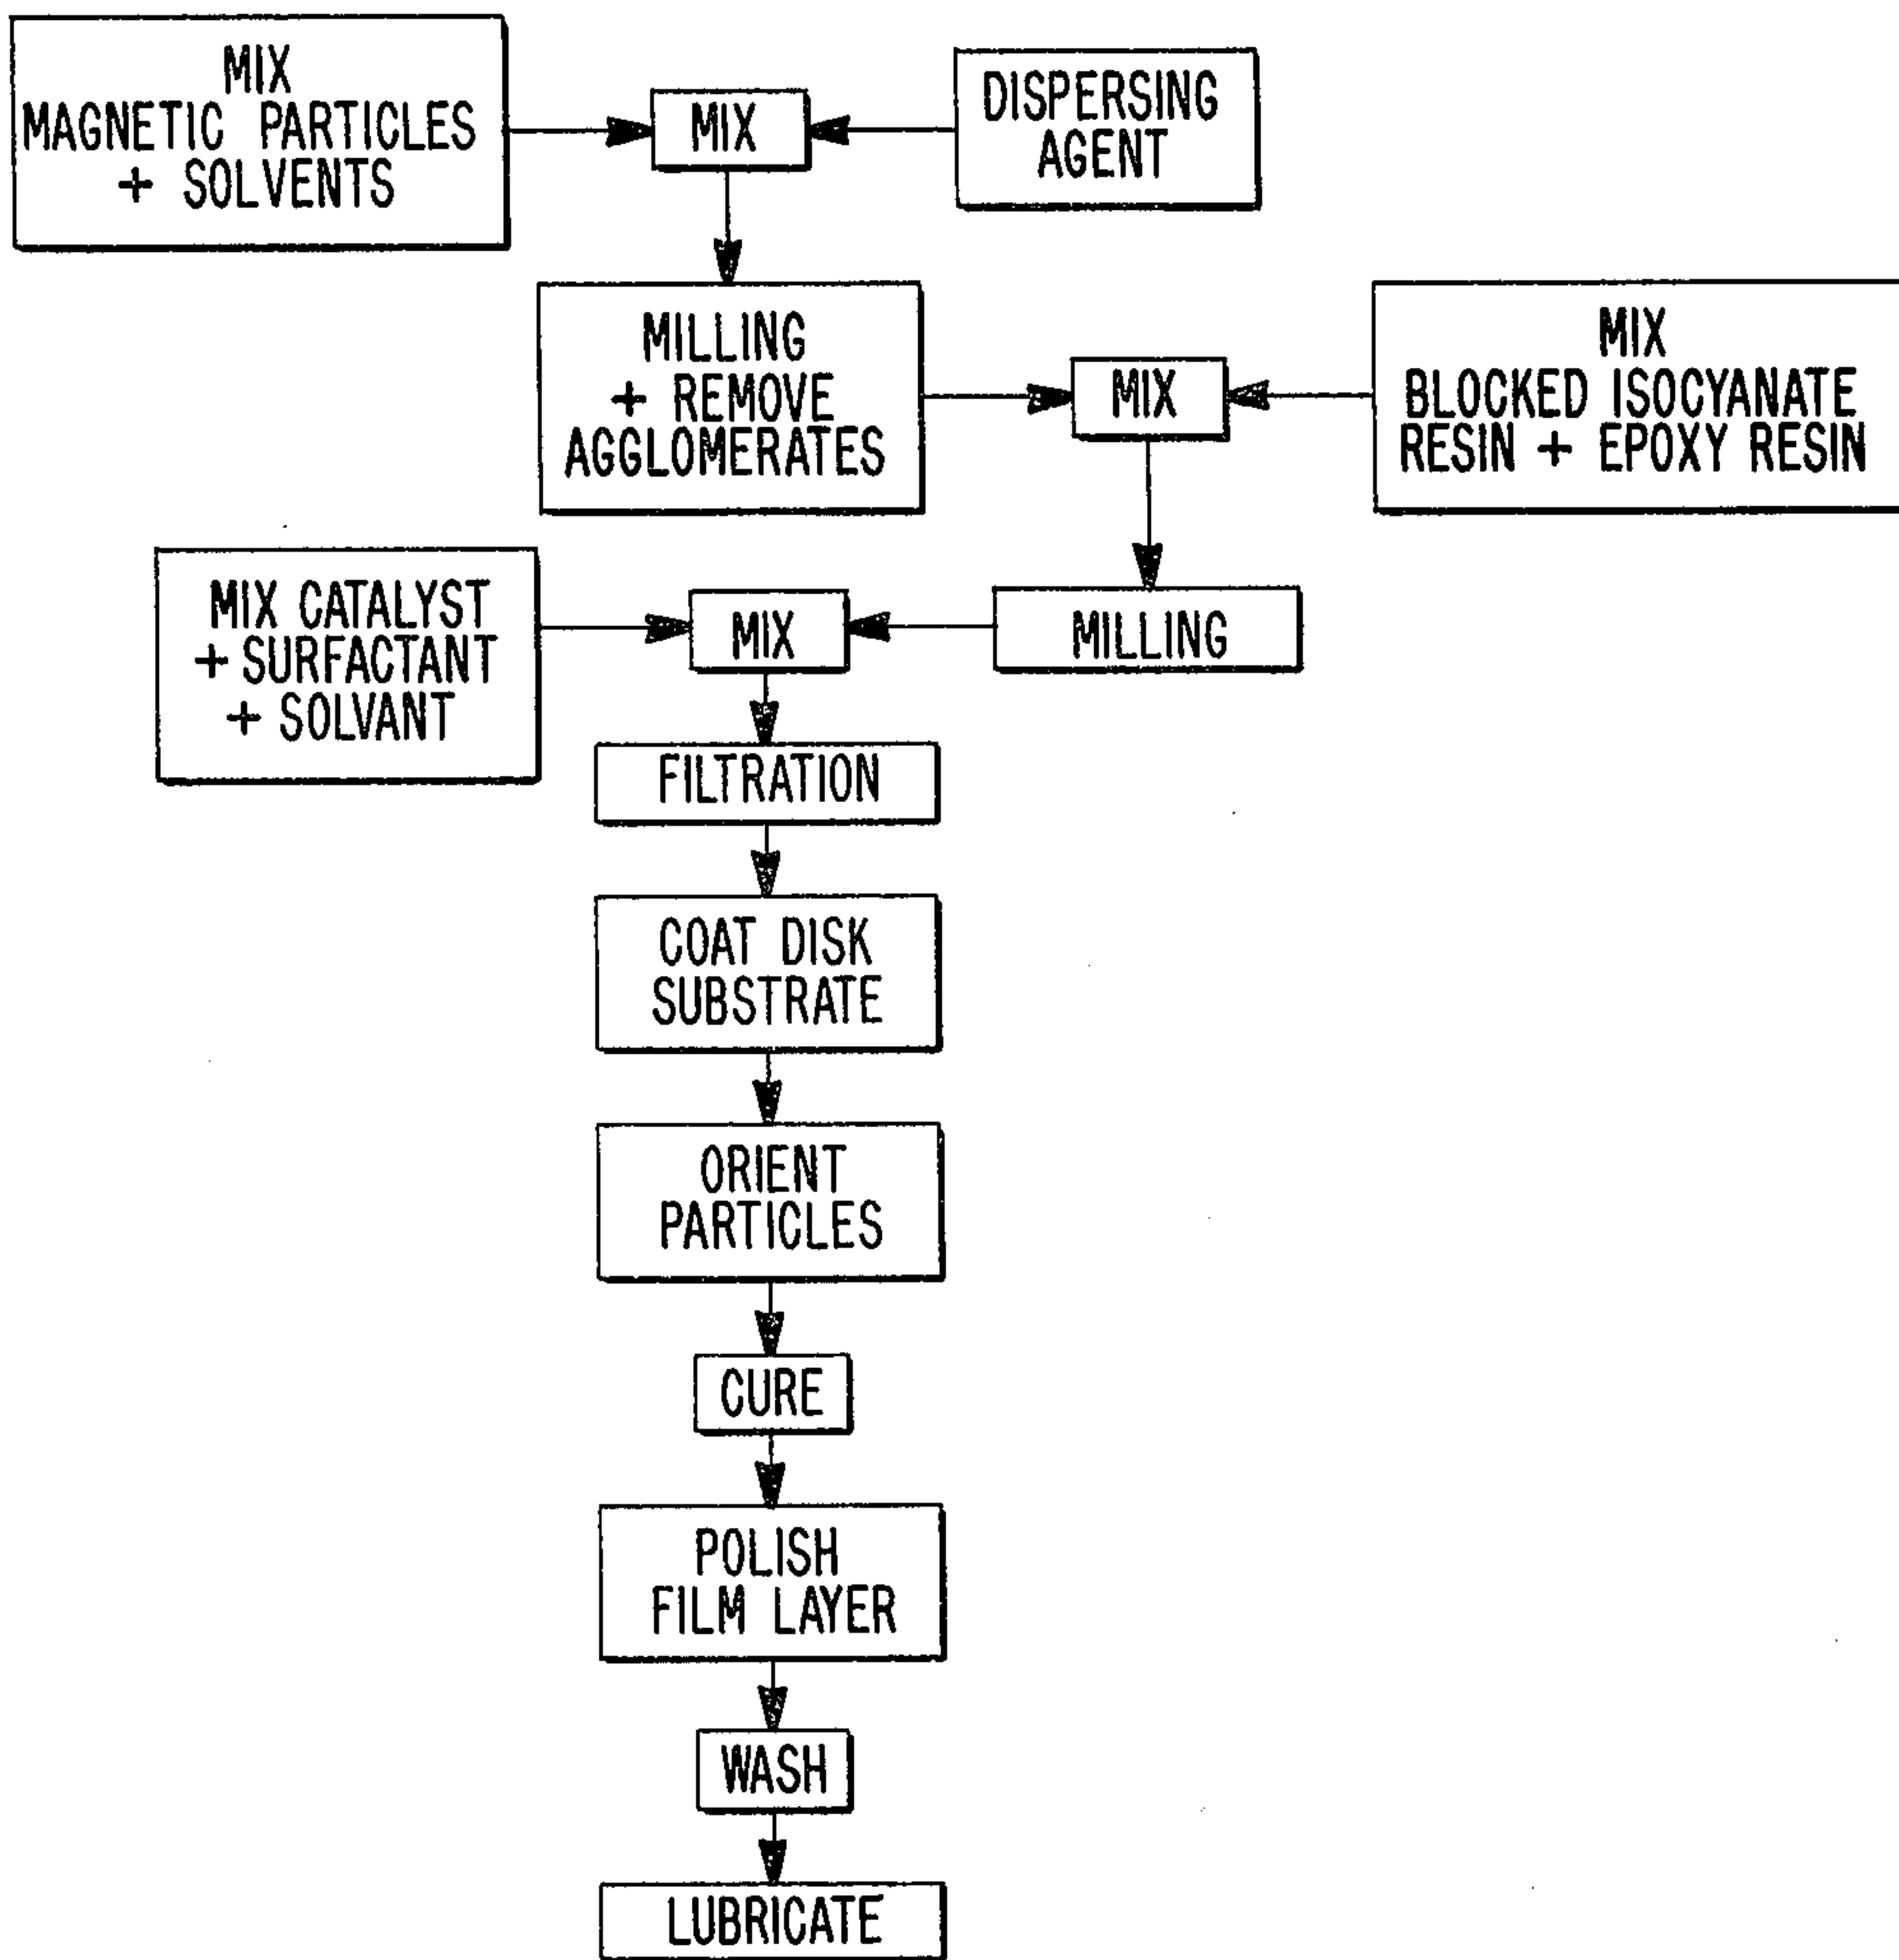 MIX
MAGNETIC PARTICLES
+ SOLVENTS
MIX
DISPERSING
AGENT
MILLING
+ REMOVE
AGGLOMERATES
MIX
MIX
BLOCKED ISOCYANATE
RESIN + EPOXY RESIN
MIX CATALYST
+ SURFACTANT
+ SOLVANT
MIX
MILLING
FILTRATION
COAT DISK
SUBSTRATE
ORIENT
PARTICLES
CURE
POLISH
FILM LAYER
WASH
LUBRICATE